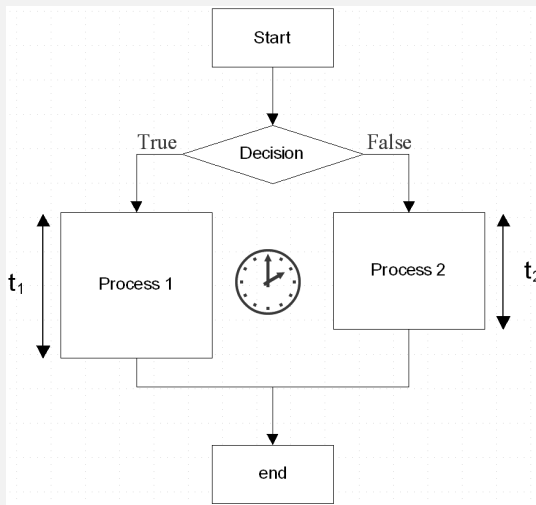 Start
True
Decision
False
t₁
Process 1
Process 2
t₂
end